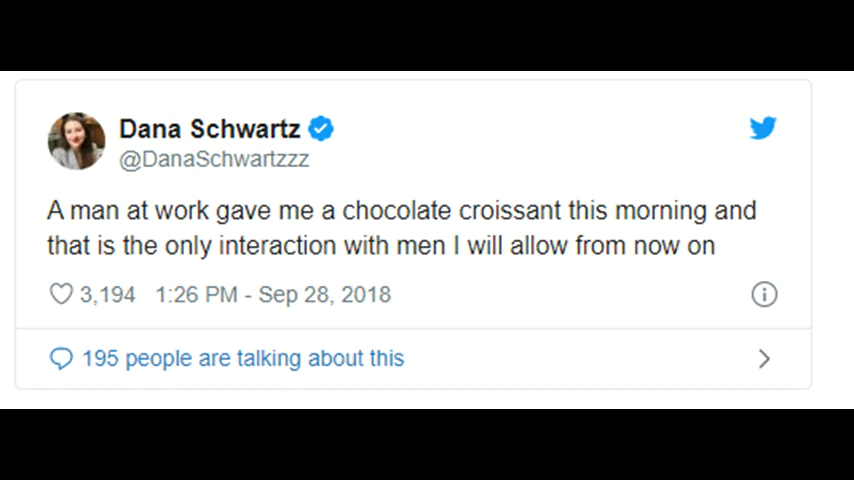 Dana Schwartz
@DanaSchwartzzz
A man at work gave me a chocolate croissant this morning and
that is the only interaction with men I will allow from now on
3,194 1:26 PM - Sep 28, 2018
195 people are talking about this